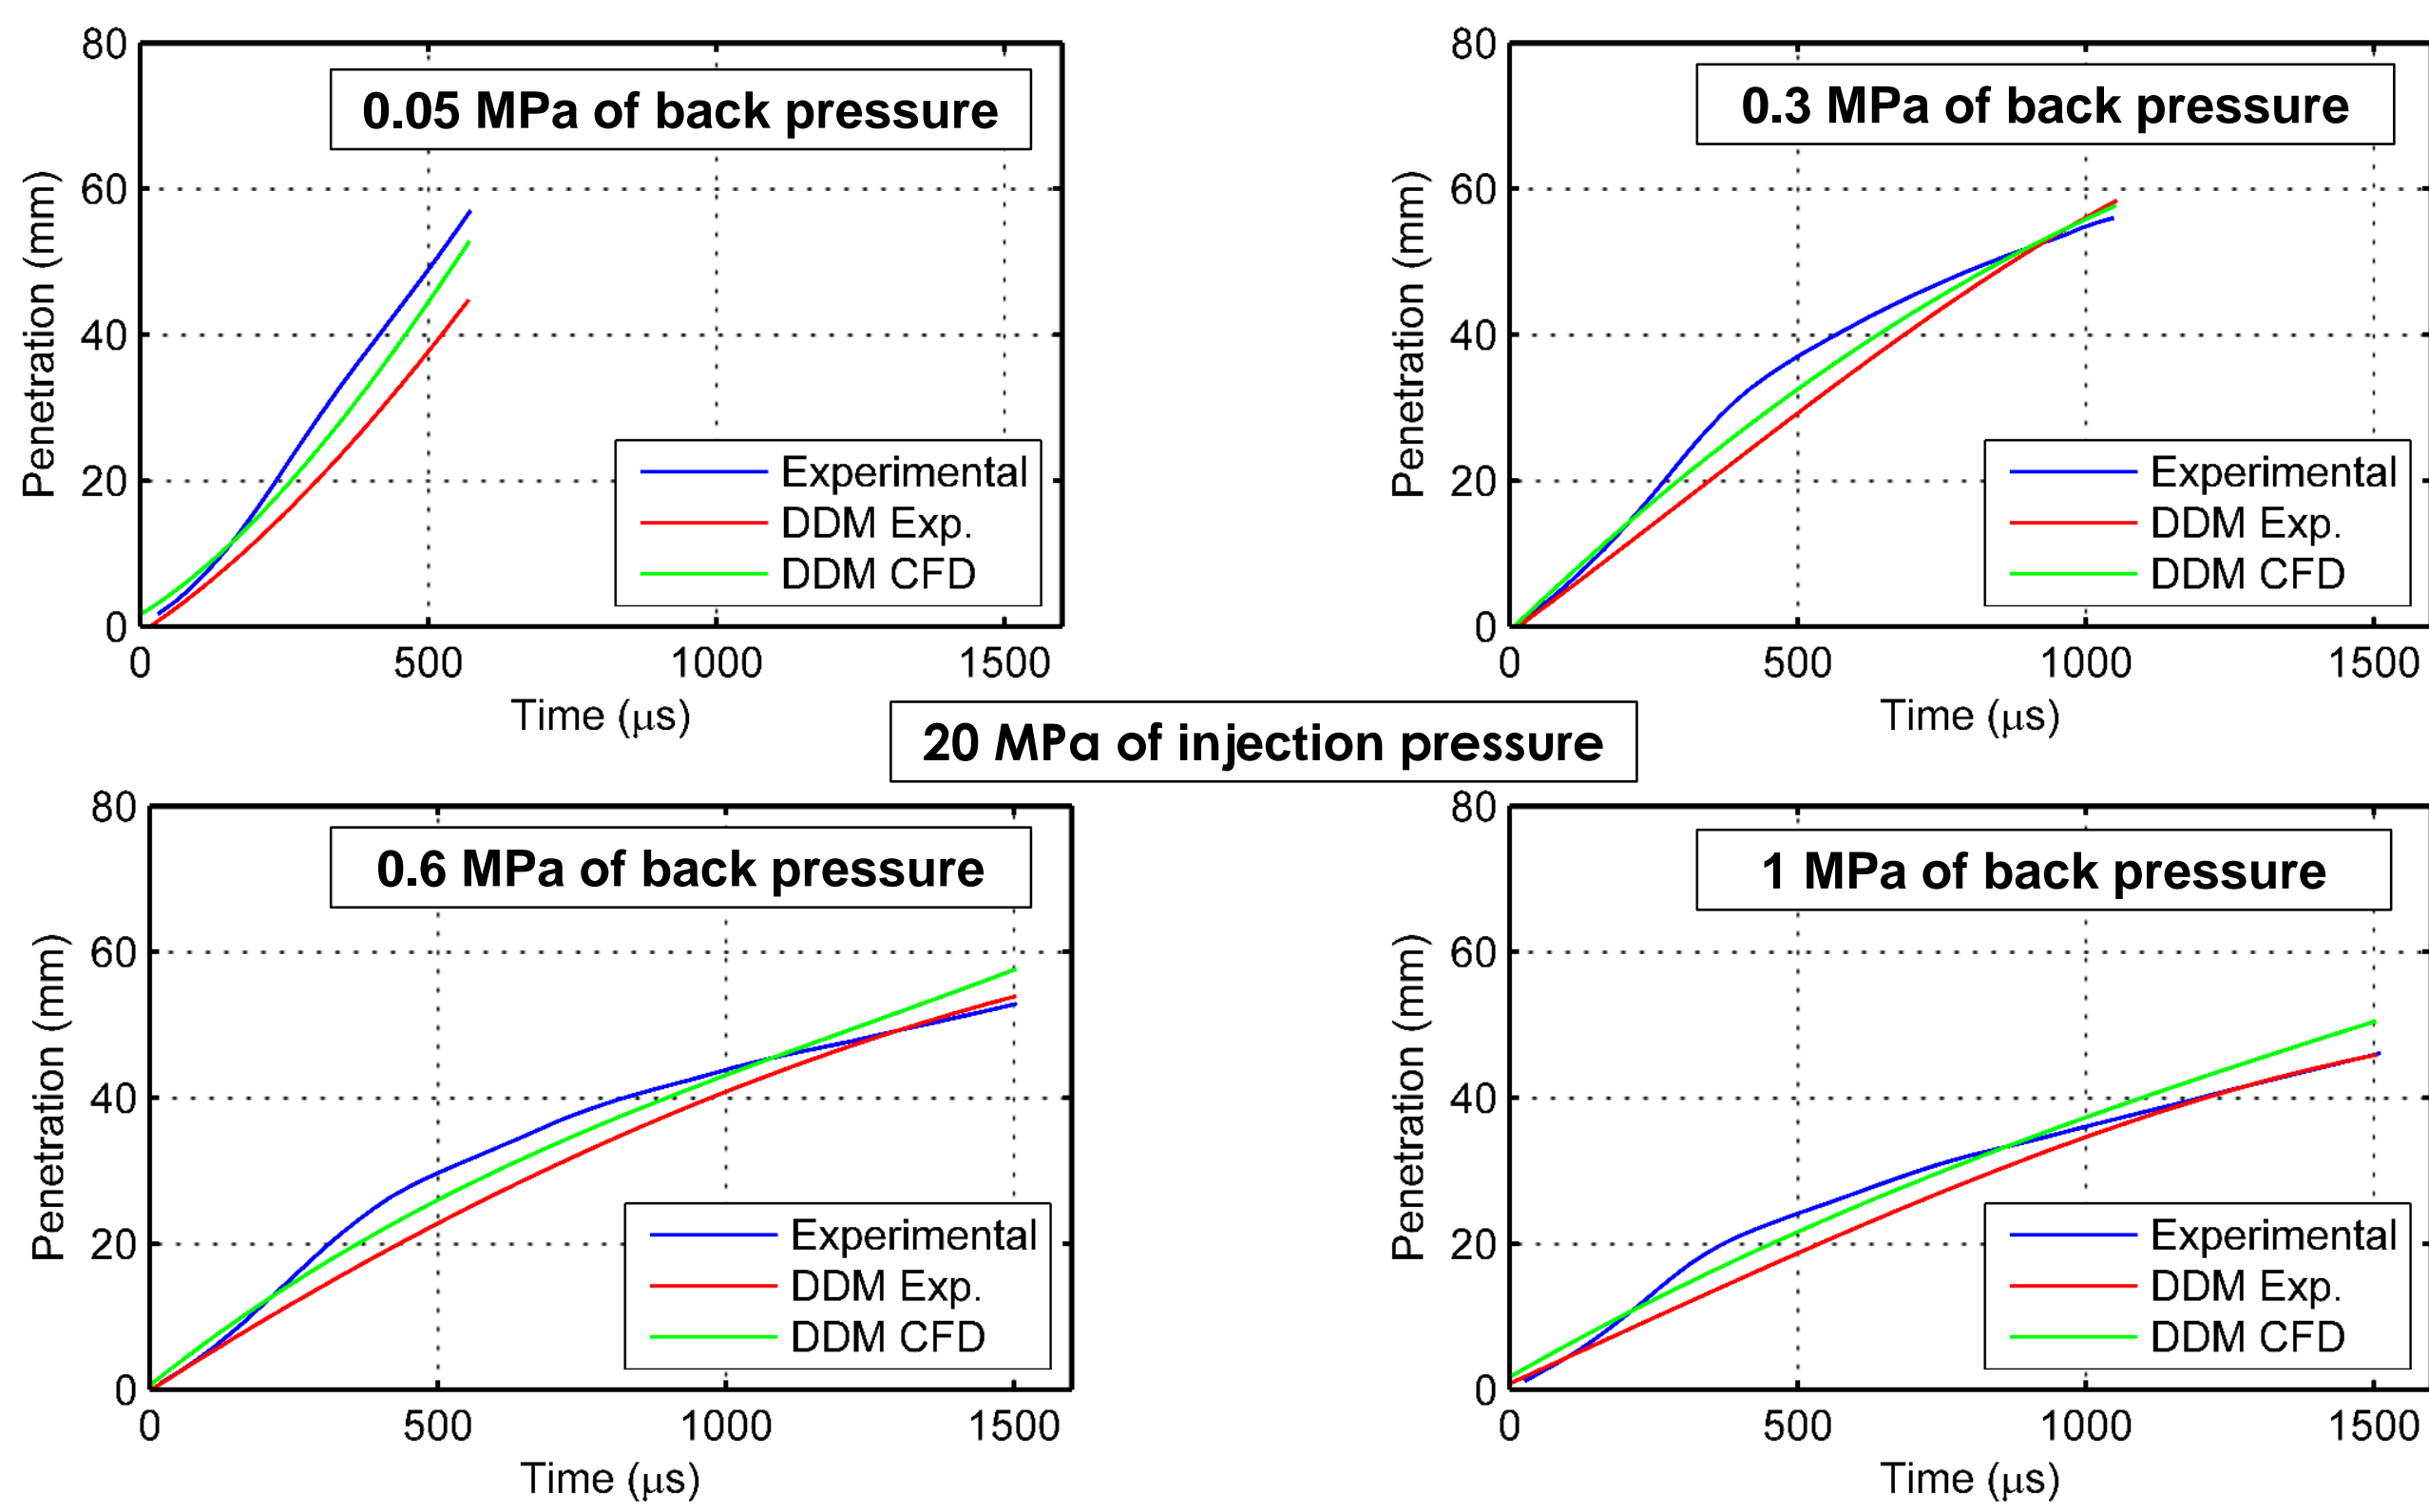 0.05 MPa of back pressure
80
60
40
20
0
Penetration (mm)
Experimental
DDM Exp.
DDM CFD
0 500 1000 1500
Time (μs)
0.3 MPa of back pressure
80
60
40
20
0
Penetration (mm)
Experimental
DDM Exp.
DDM CFD
0 500 1000 1500
Time (μs)
20 MPa of injection pressure
0.6 MPa of back pressure
80
60
40
20
0
Penetration (mm)
Experimental
DDM Exp.
DDM CFD
0 500 1000 1500
Time (μs)
1 MPa of back pressure
80
60
40
20
0
Penetration (mm)
Experimental
DDM Exp.
DDM CFD
0 500 1000 1500
Time (μs)